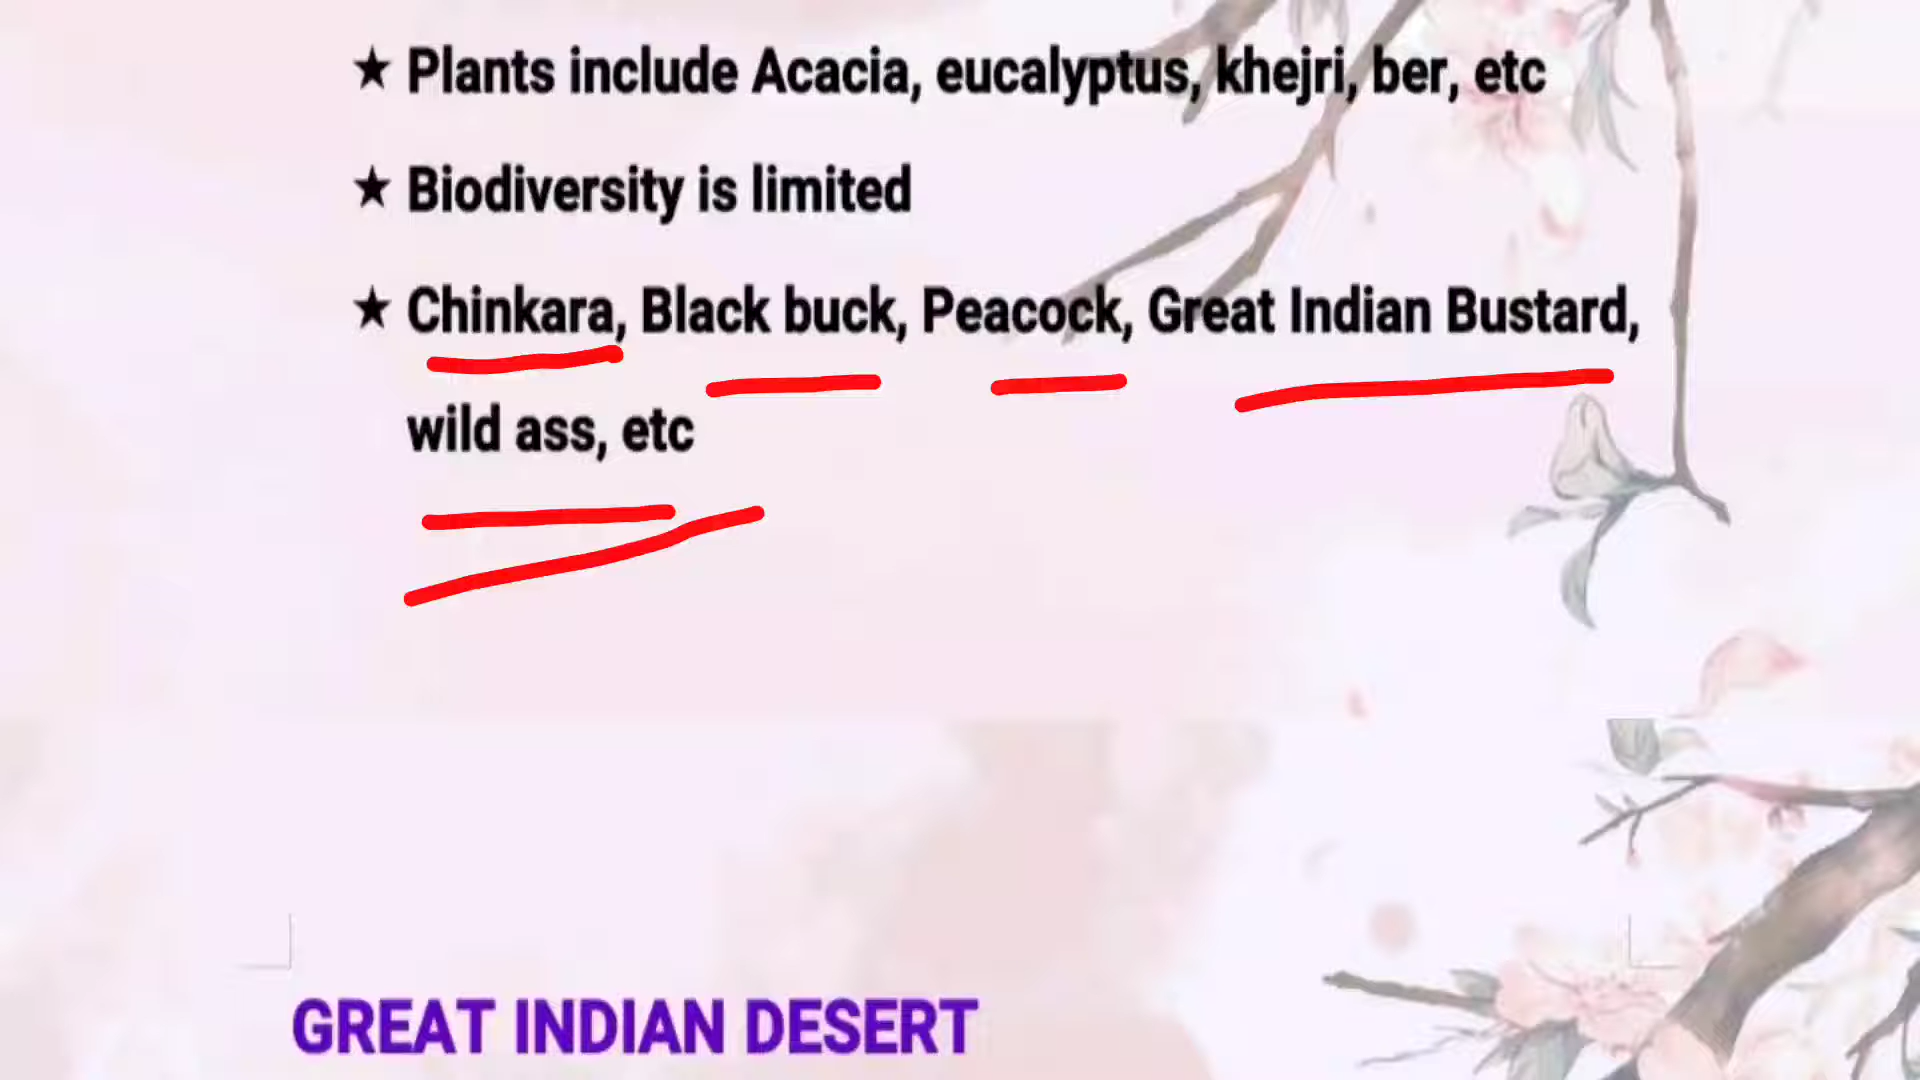 ★ Plants include Acacia, eucalyptus, khejri, ber, etc
★ Biodiversity is limited
★ Chinkara, Black buck, Peacock, Great Indian Bustard,
wild ass, etc
GREAT INDIAN DESERT